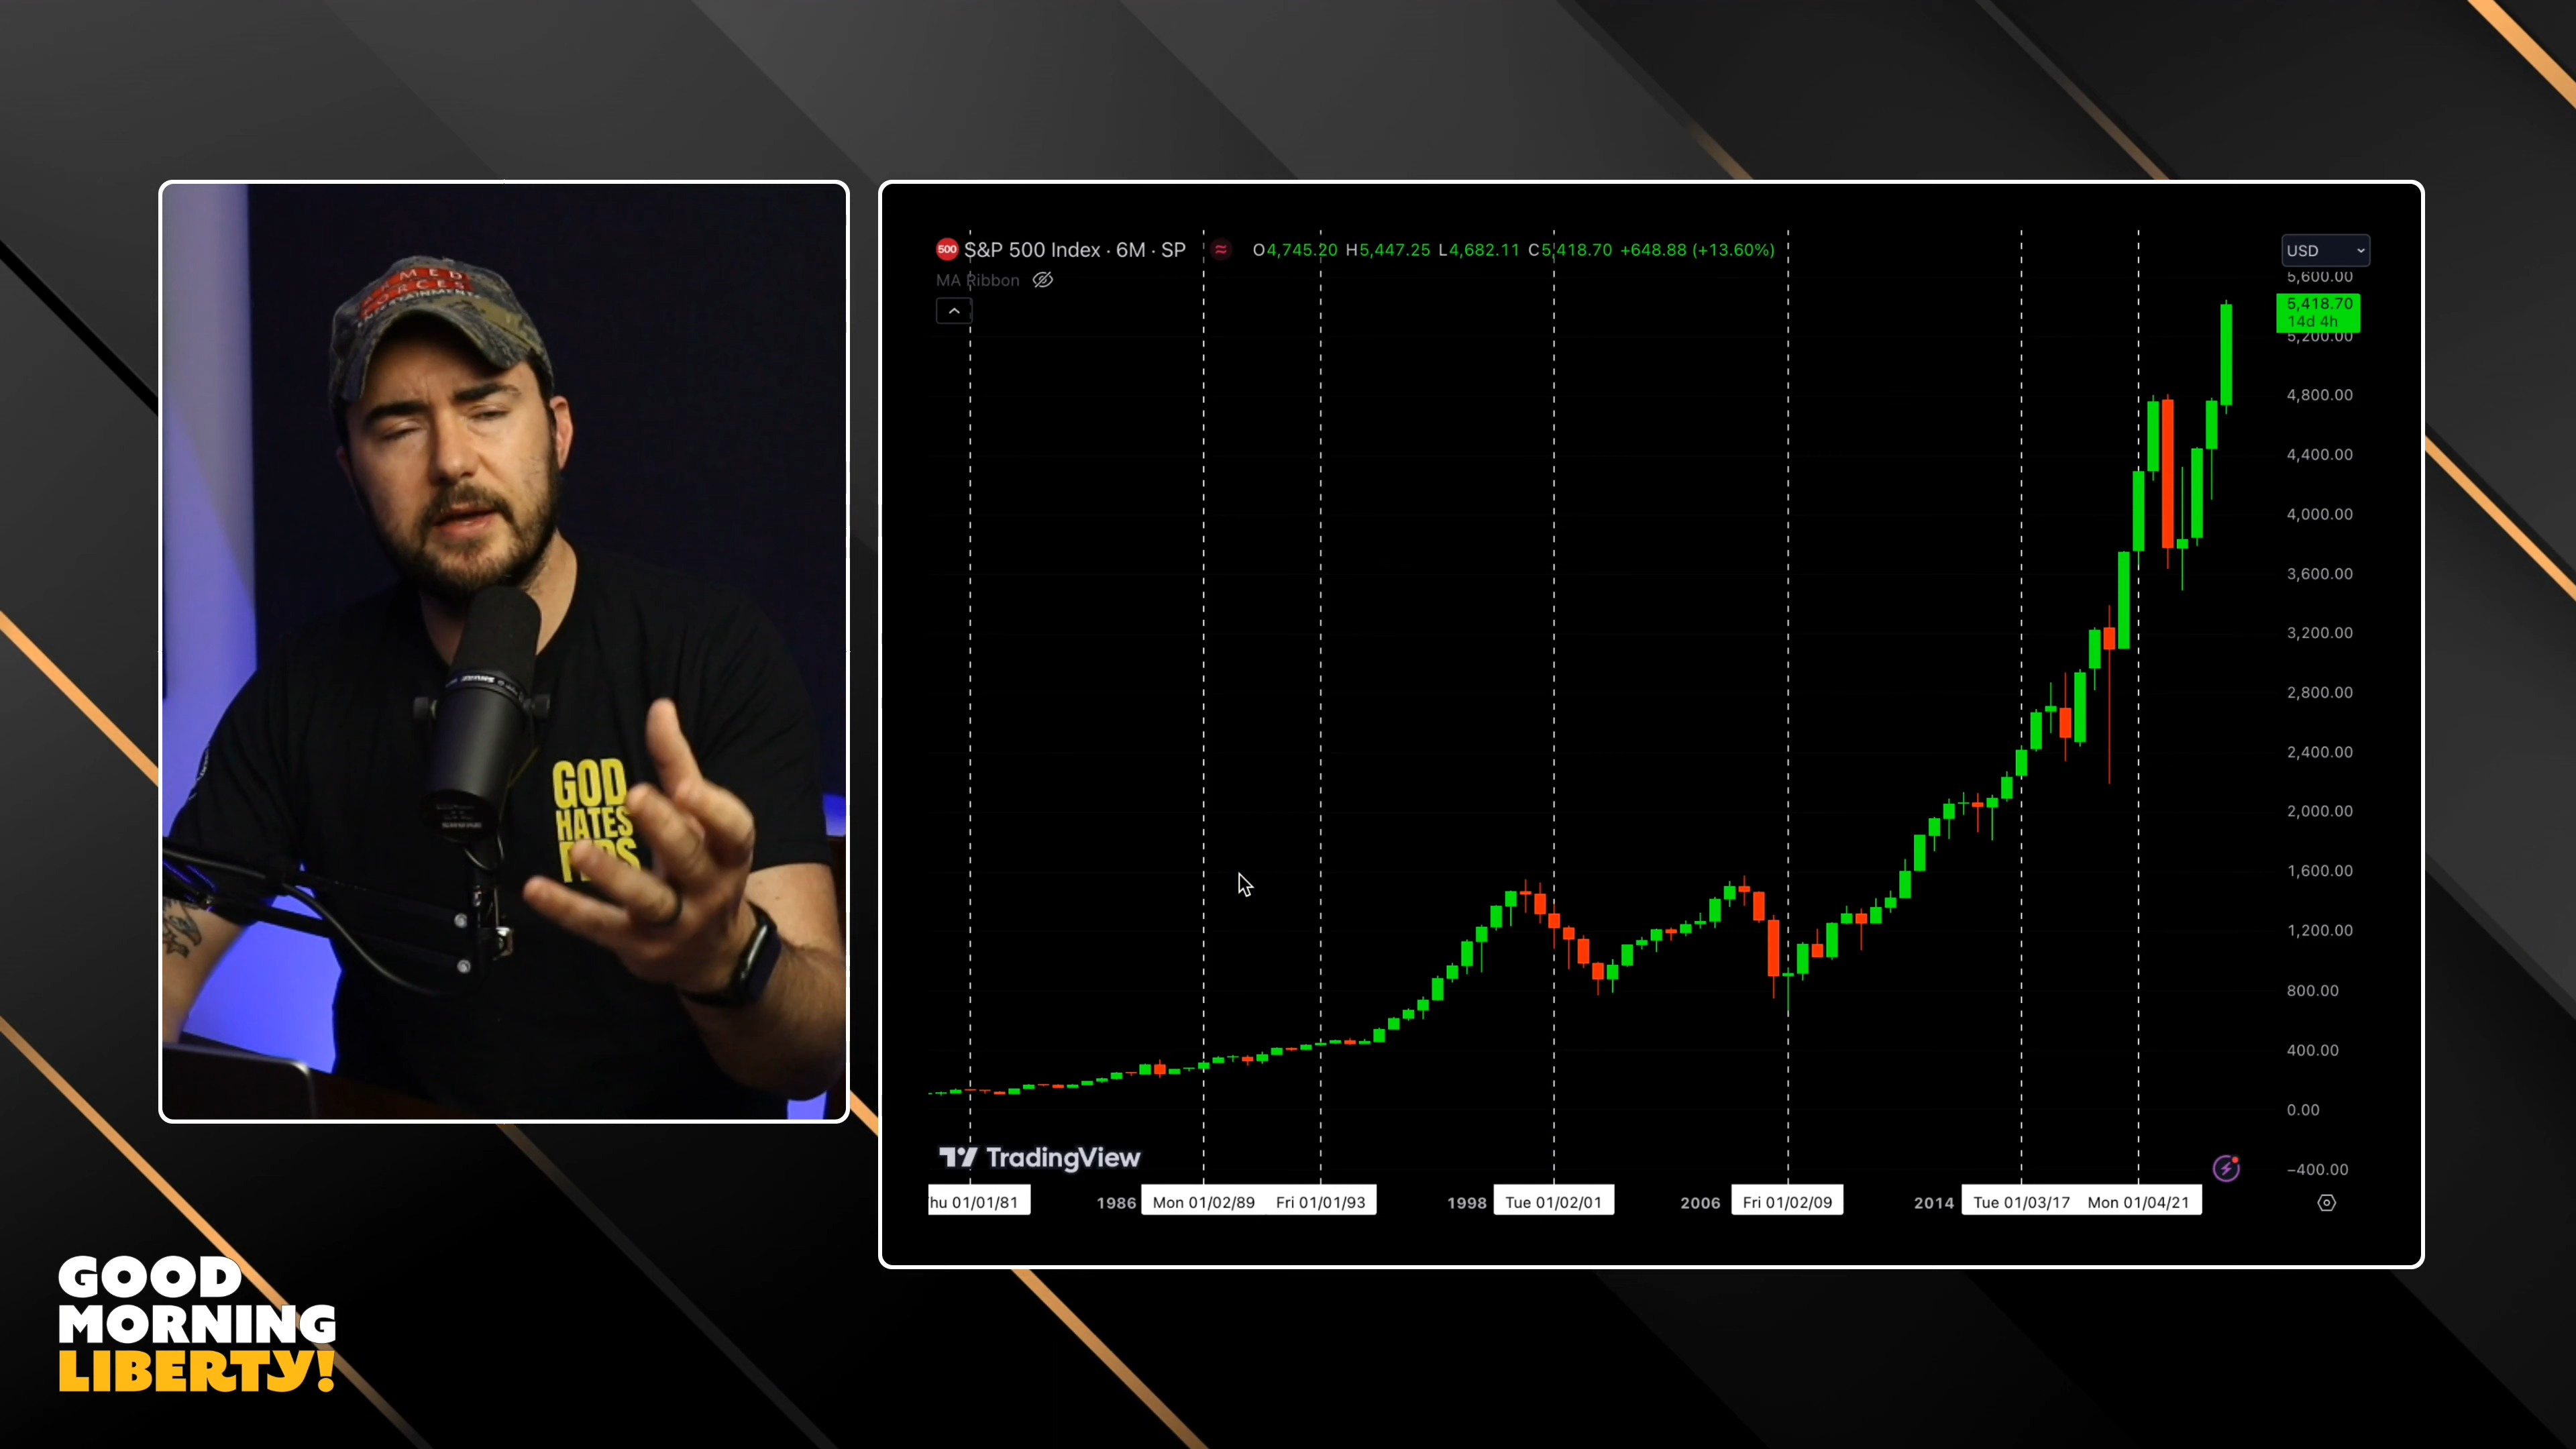 ARMED
FORCES
ENTERTAINMENT
GOD
HATES
SHURE
500 S&P 500 Index · 6M · SP ≈ O4,745.20 H5,447.25 L4,682.11 C5,418.70 +648.88 (+13.60%)
MA Ribbon
USD
5,600.00
5,418.70
14d 4h
5,200.00
4,800.00
4,400.00
4,000.00
3,600.00
3,200.00
2,800.00
2,400.00
2,000.00
1,600.00
1,200.00
800.00
400.00
0.00
−400.00
TradingView
hu 01/01/81 1986 Mon 01/02/89 Fri 01/01/93 1998 Tue 01/02/01 2006 Fri 01/02/09 2014 Tue 01/03/17 Mon 01/04/21
GOOD
MORNING
LIBERTY!